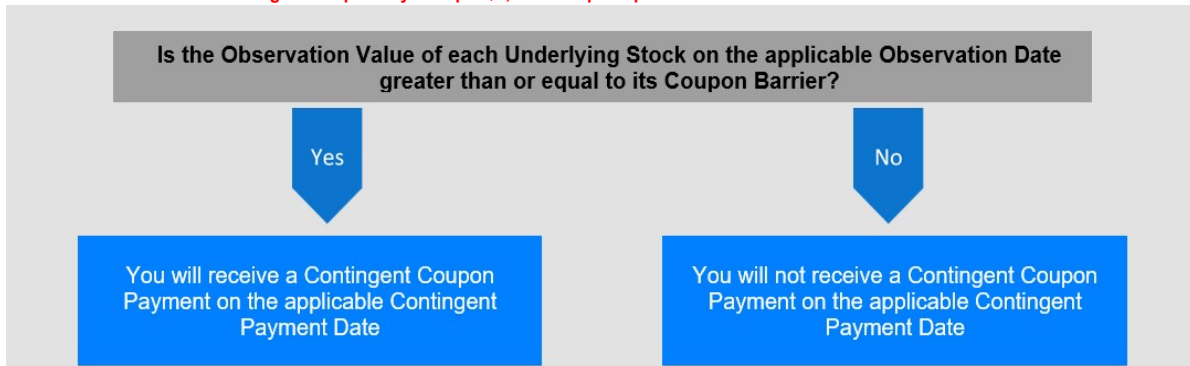 Is the Observation Value of each Underlying Stock on the applicable Observation Date
greater than or equal to its Coupon Barrier?
Yes
No
You will receive a Contingent Coupon
Payment on the applicable Contingent
Payment Date
You will not receive a Contingent Coupon
Payment on the applicable Contingent
Payment Date